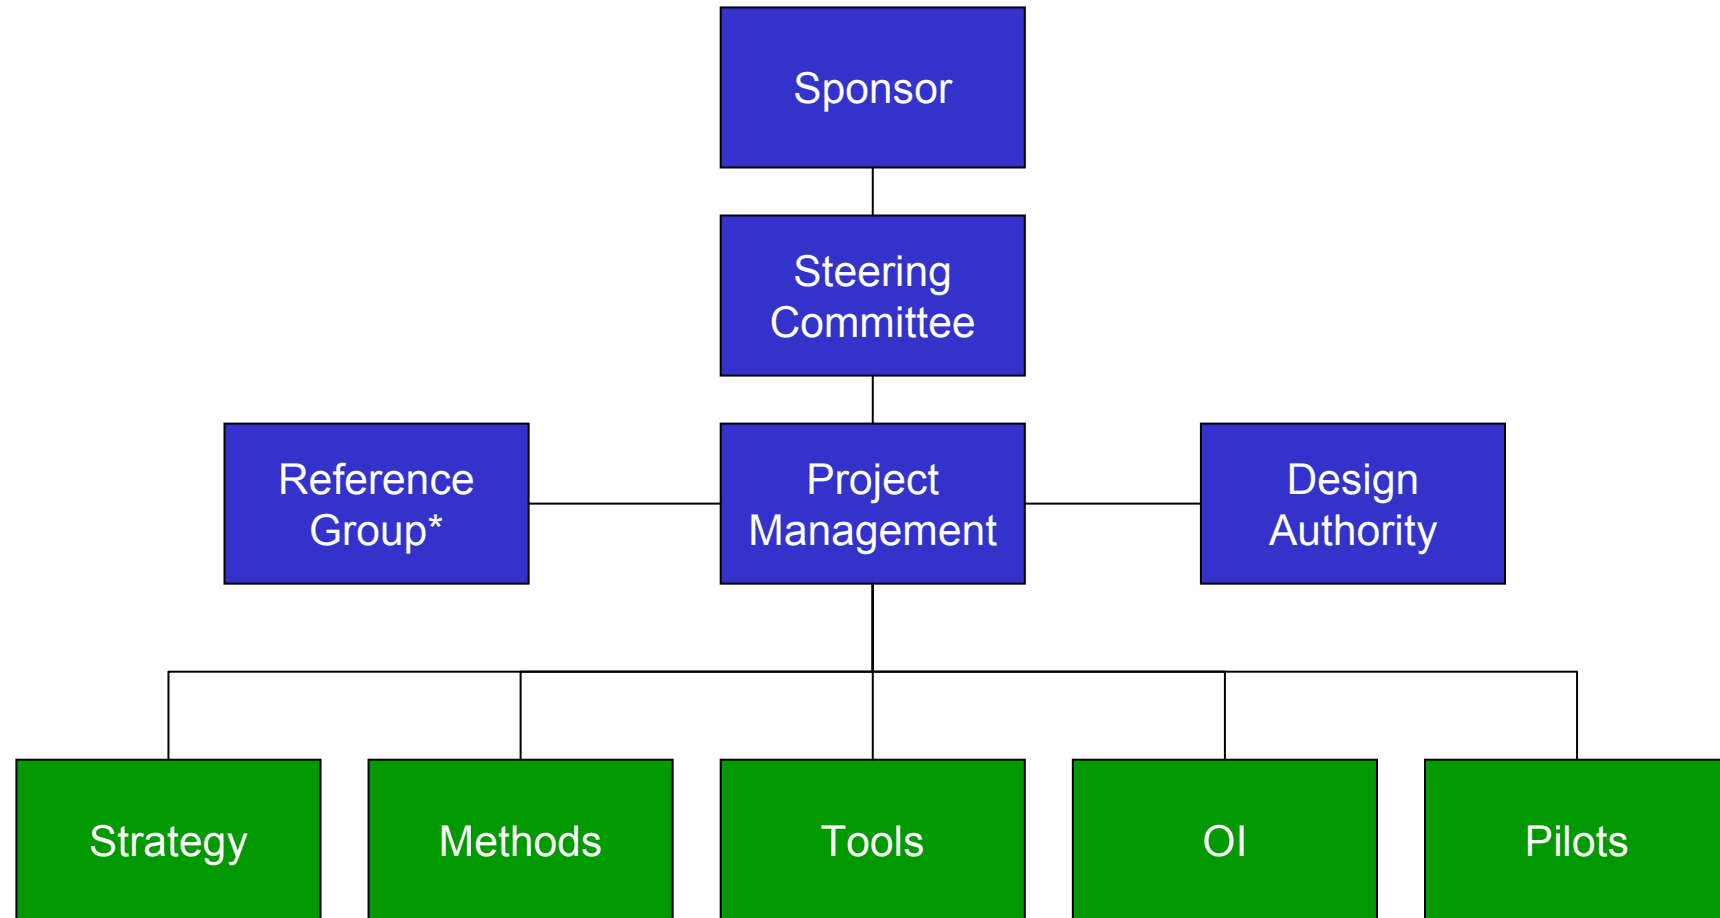 Sponsor
Steering
Committee
Reference
Group*
Project
Management
Design
Authority
Strategy
Methods
Tools
OI
Pilots